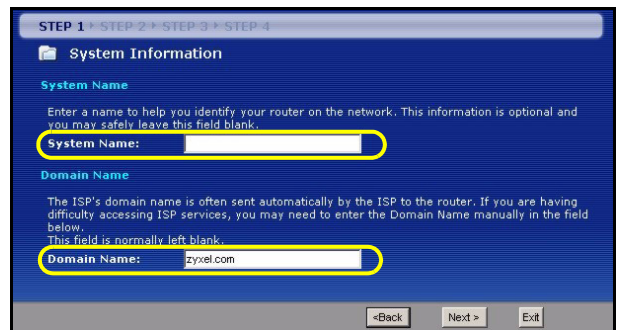 STEP 1 › STEP 2 › STEP 3 › STEP 4
System Information
System Name
Enter a name to help you identify your router on the network. This information is optional and
you may safely leave this field blank.
System Name:
Domain Name
The ISP's domain name is often sent automatically by the ISP to the router. If you are having
difficulty accessing ISP services, you may need to enter the Domain Name manually in the field
below.
This field is normally left blank.
Domain Name: zyxel.com
<Back Next > Exit